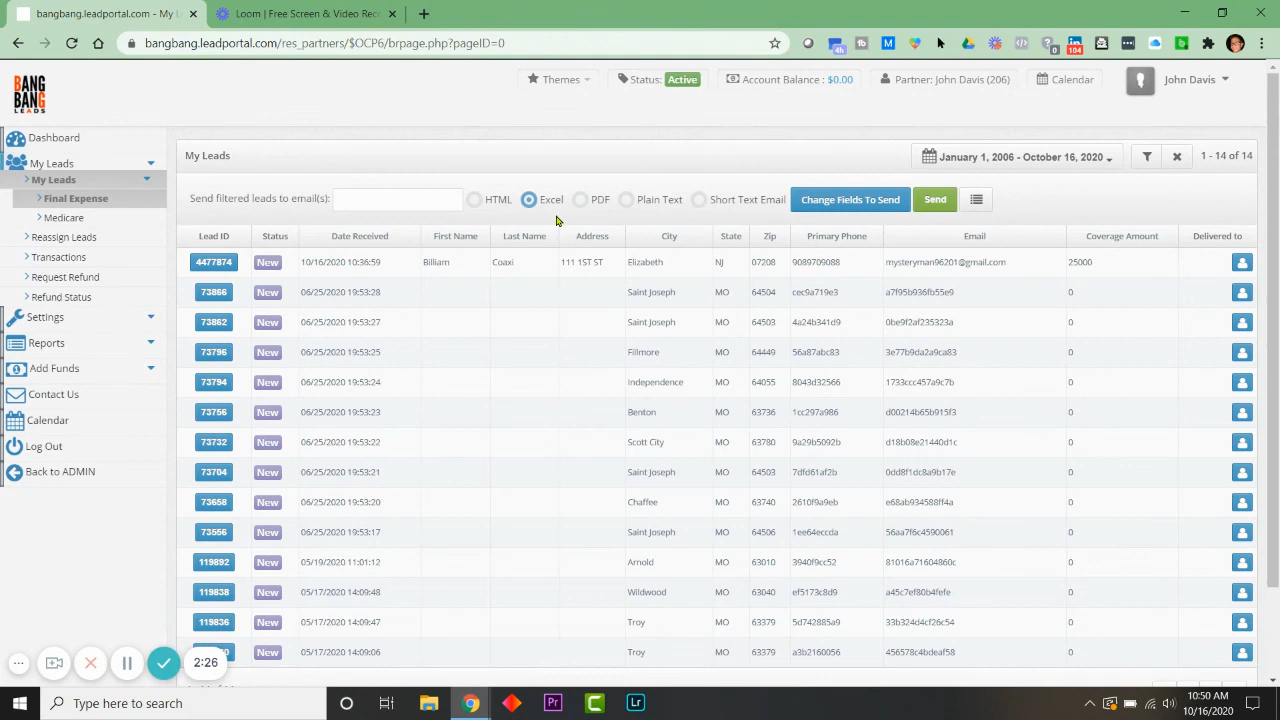 bangbang.leadportal.com - My L
Loom | Free Screen & Video Rec
bangbang.leadportal.com/res_partners/$OCP6/brpage.php?pageID=0
4h
0
104
BANG BANG LEADS
Themes
Status: Active
Account Balance : $0.00
Partner: John Davis (206)
Calendar
John Davis
Dashboard
My Leads
My Leads
Final Expense
Medicare
Reassign Leads
Transactions
Request Refund
Refund Status
Settings
Reports
Add Funds
Contact Us
Calendar
Log Out
Back to ADMIN
My Leads
January 1, 2006 - October 16, 2020
1 - 14 of 14
Send filtered leads to email(s): HTML Excel PDF Plain Text Short Text Email Change Fields To Send Send
Lead ID Status Date Received First Name Last Name Address City State Zip Primary Phone Email Coverage Amount Delivered to
4477874 New 10/16/2020 10:36:59 Billiam Coaxi 111 1ST ST Elizabeth NJ 07208 9089709088 mysteryman96201@gmail.com 25000
73866 New 06/25/2020 19:53:28 Saint Joseph MO 64504 cec9a719e3 a7f95b936fb55e9 0
73862 New 06/25/2020 19:53:27 Saint Joseph MO 64503 4a24b341d9 0be9f2af235323a 0
73796 New 06/25/2020 19:53:25 Fillmore MO 64449 56a87abc83 3e77b9da2a9ca83 0
73794 New 06/25/2020 19:53:24 Independence MO 64055 8043d32566 1733ccc457a9c7b 0
73756 New 06/25/2020 19:53:23 Benton MO 63736 1cc297a986 d00214b65b915f3 0
73732 New 06/25/2020 19:53:22 Scott City MO 63780 9a29b5092b d18b08e21440d1c 0
73704 New 06/25/2020 19:53:21 Saint Joseph MO 64503 7dfd61af2b 0dd8f1dc8a9b17e 0
73658 New 06/25/2020 19:53:20 Chaffee MO 63740 2610f9a9eb e68ab934588ff4a 0
73556 New 06/25/2020 19:53:17 Saint Joseph MO 64506 1ee64eccda 56aa7f6c4590061 0
119892 New 05/19/2020 11:01:12 Arnold MO 63010 3940f9cc52 81016a71604860c 0
119838 New 05/17/2020 14:09:48 Wildwood MO 63040 ef5173c8d9 a45c7ef80b4fefe 0
119836 New 05/17/2020 14:09:47 Troy MO 63379 5d742885a9 33b324d4cf26c54 0
New 05/17/2020 14:09:06 Troy MO 63379 a3b2160056 456578c4bdeaf58 0
2:26
Type here to search
Pr
Lr
10:50 AM
10/16/2020